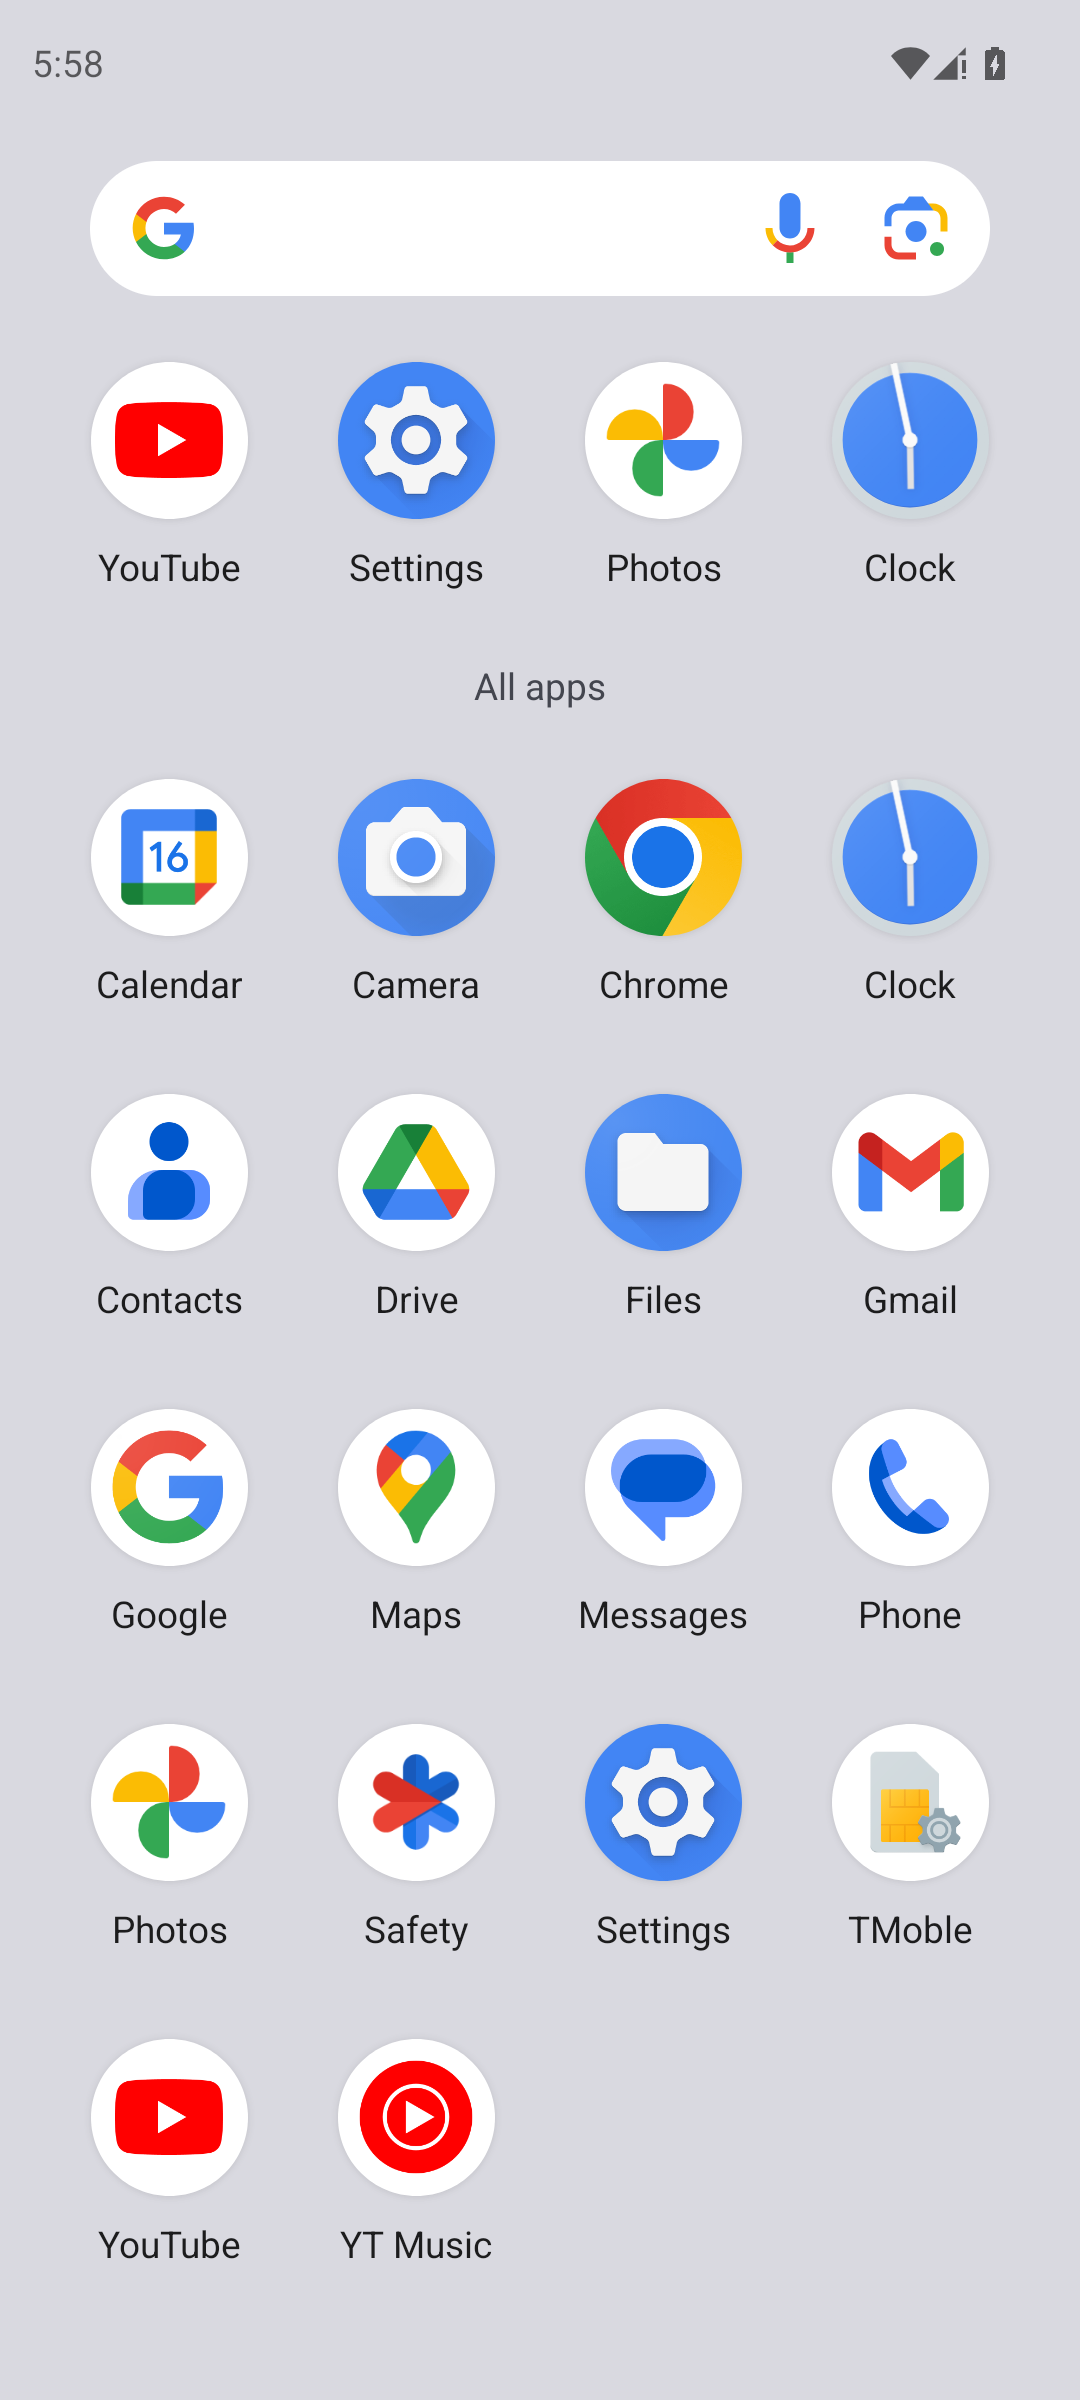 5:58
YouTube Settings Photos Clock
All apps
16
Calendar Camera Chrome Clock
Contacts Drive Files Gmail
Google Maps Messages Phone
Photos Safety Settings TMoble
YouTube YT Music